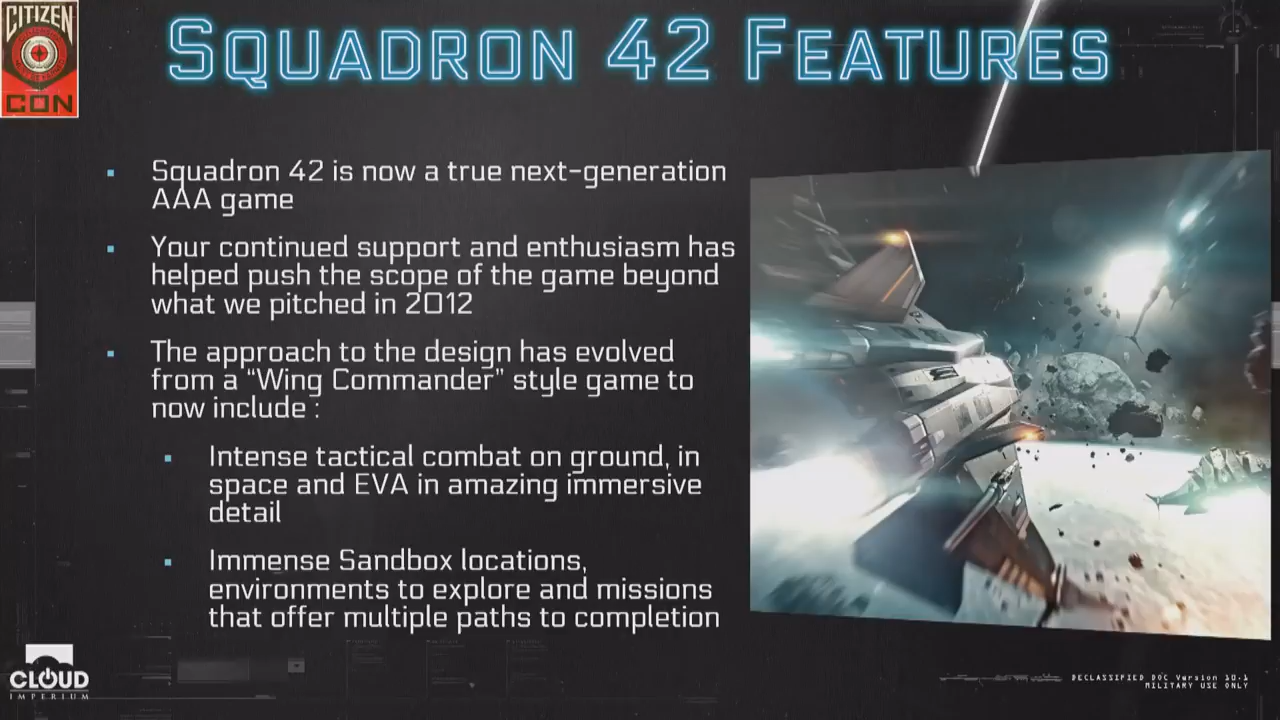 CITIZEN
CON
SQUADRON 42 FEATURES
Squadron 42 is now a true next-generation
AAA game
Your continued support and enthusiasm has
helped push the scope of the game beyond
what we pitched in 2012
The approach to the design has evolved
from a “Wing Commander” style game to
now include :
Intense tactical combat on ground, in
space and EVA in amazing immersive
detail
Immense Sandbox locations,
environments to explore and missions
that offer multiple paths to completion
CLOUD
IMPERIUM
DECLASSIFIED DOC Version 10.1
MILITARY USE ONLY